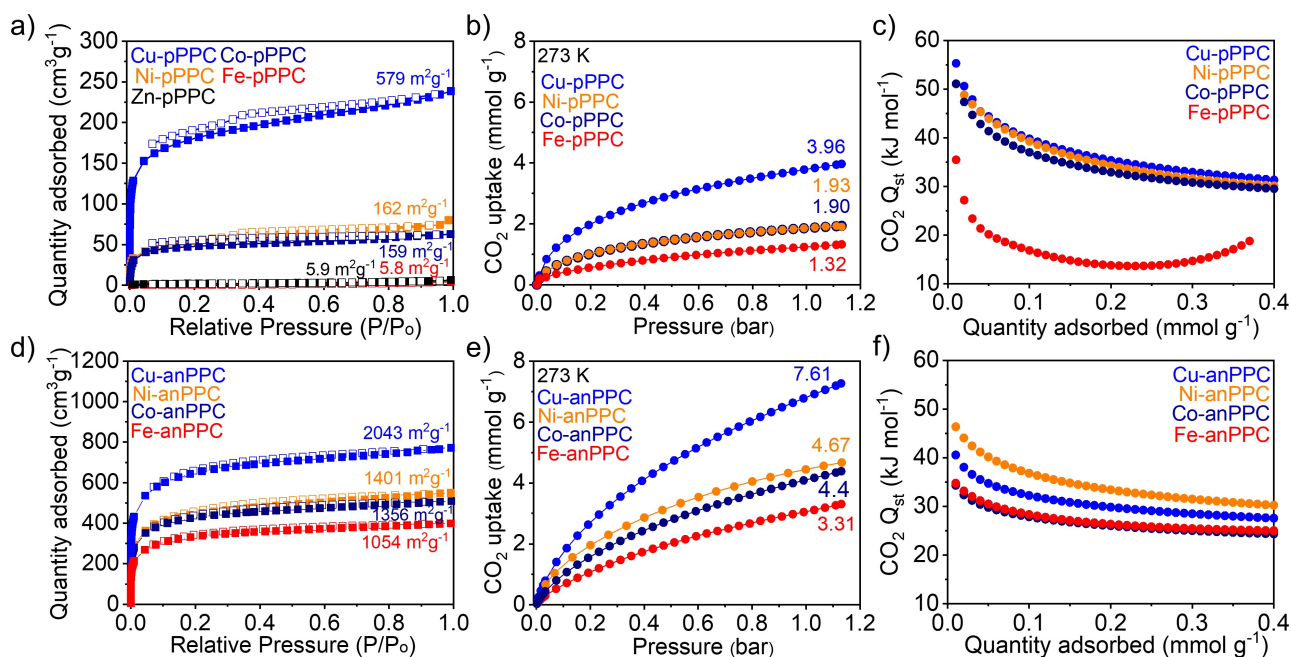 a)
Quantity adsorbed (cm³g⁻¹)
300
250
200
150
100
50
0
Cu-pPPC Co-pPPC
Ni-pPPC Fe-pPPC
Zn-pPPC
579 m²g⁻¹
162 m²g⁻¹
159 m²g⁻¹
5.9 m²g⁻¹ 5.8 m²g⁻¹
0.0 0.2 0.4 0.6 0.8 1.0
Relative Pressure (P/Pₒ)
b)
CO₂ uptake (mmol g⁻¹)
8
6
4
2
0
273 K
Cu-pPPC
Ni-pPPC
Co-pPPC
Fe-pPPC
3.96
1.93
1.90
1.32
0.0 0.2 0.4 0.6 0.8 1.0 1.2
Pressure (bar)
c)
CO₂ Qst (kJ mol⁻¹)
60
50
40
30
20
10
Cu-pPPC
Ni-pPPC
Co-pPPC
Fe-pPPC
0.0 0.1 0.2 0.3 0.4
Quantity adsorbed (mmol g⁻¹)
d)
Quantity adsorbed (cm³g⁻¹)
1200
1000
800
600
400
200
0
Cu-anPPC
Ni-anPPC
Co-anPPC
Fe-anPPC
2043 m²g⁻¹
1401 m²g⁻¹
1356 m²g⁻¹
1054 m²g⁻¹
0.0 0.2 0.4 0.6 0.8 1.0
Relative Pressure (P/Pₒ)
e)
CO₂ uptake (mmol g⁻¹)
8
6
4
2
0
273 K
Cu-anPPC
Ni-anPPC
Co-anPPC
Fe-anPPC
7.61
4.67
4.4
3.31
0.0 0.2 0.4 0.6 0.8 1.0 1.2
Pressure (bar)
f)
CO₂ Qst (kJ mol⁻¹)
60
50
40
30
20
10
Cu-anPPC
Ni-anPPC
Co-anPPC
Fe-anPPC
0.0 0.1 0.2 0.3 0.4
Quantity adsorbed (mmol g⁻¹)